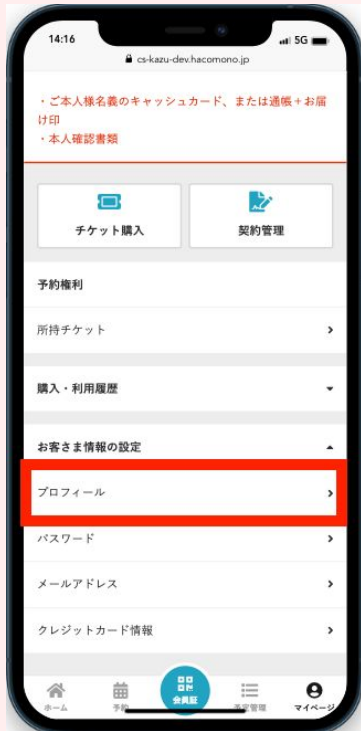 14:16
5G
cs-kazu-dev.hacomono.jp
・ご本人様名義のキャッシュカード、または通帳＋お届
け印
・本人確認書類
チケット購入
契約管理
予約権利
所持チケット
購入・利用履歴
お客さま情報の設定
プロフィール
パスワード
メールアドレス
クレジットカード情報
ホーム
予約
会員証
予定管理
マイページ